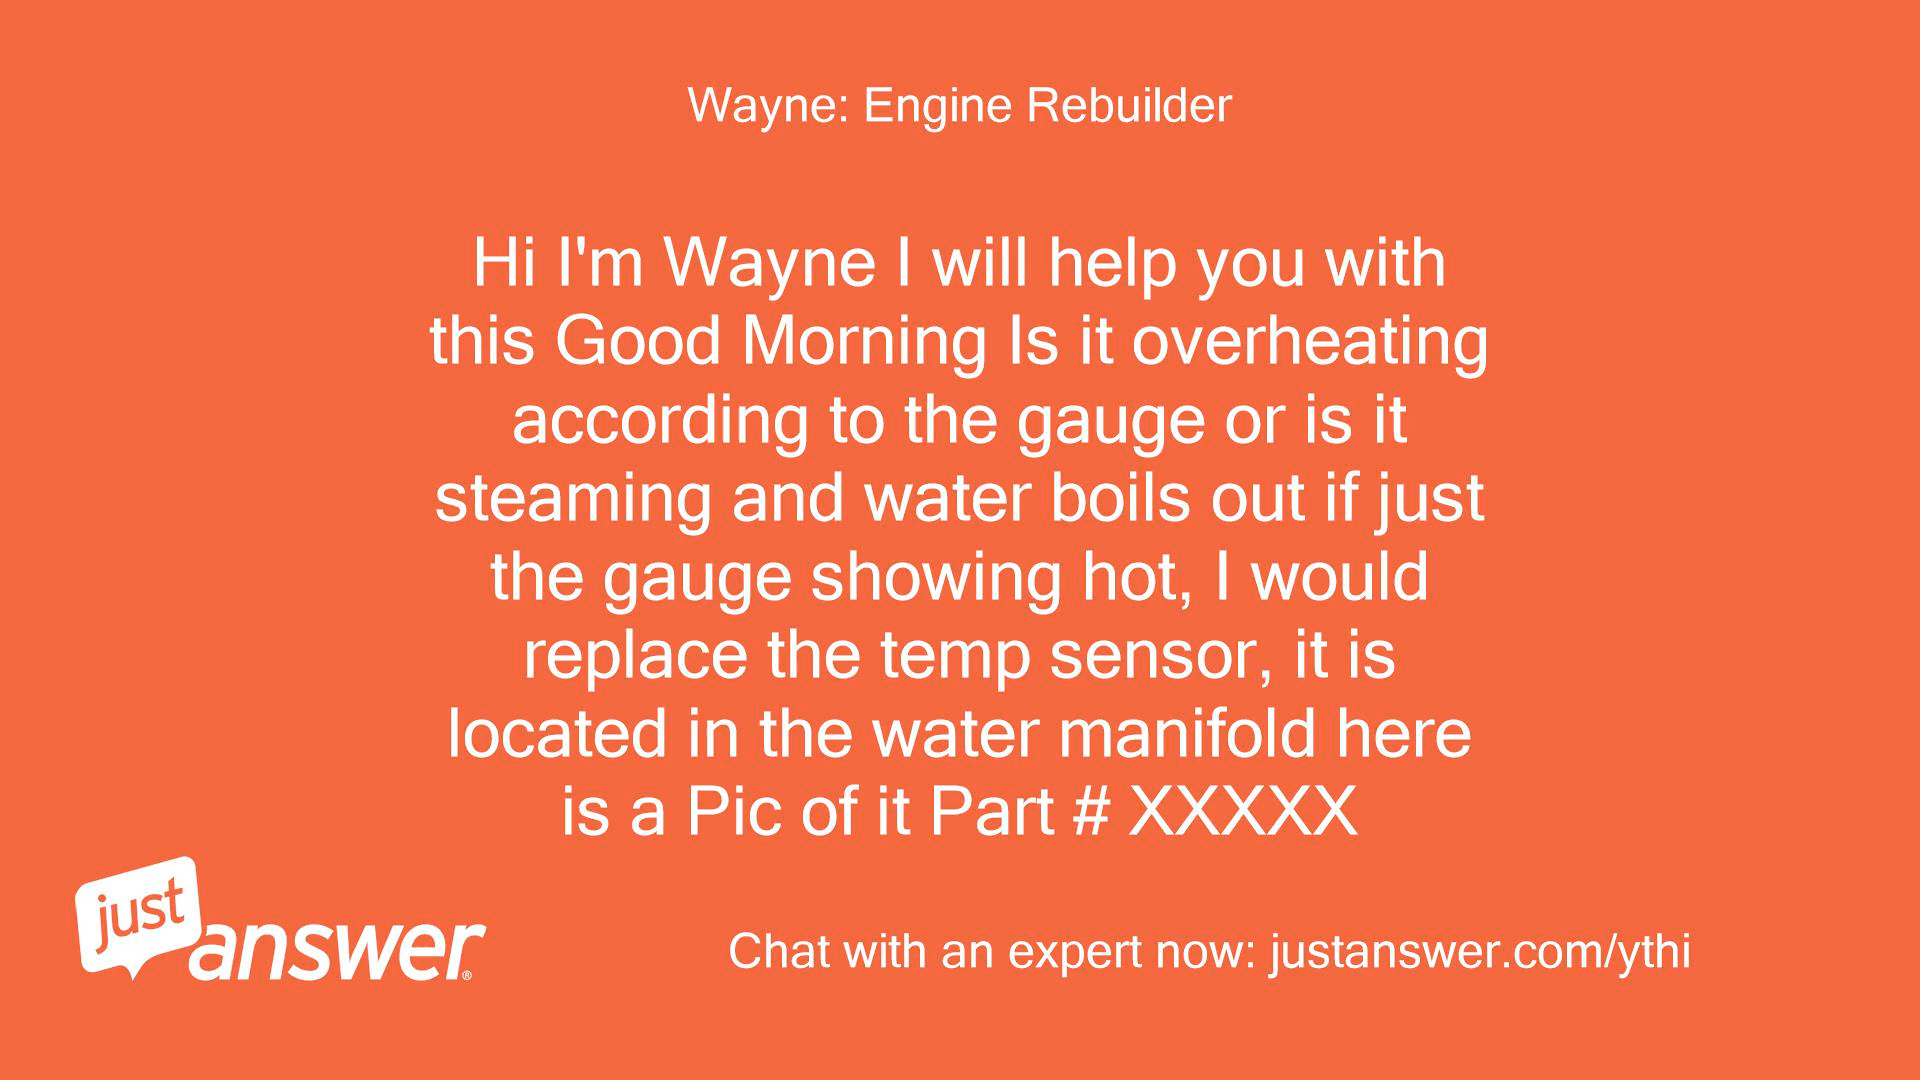 Wayne: Engine Rebuilder
Hi I'm Wayne I will help you with
this Good Morning Is it overheating
according to the gauge or is it
steaming and water boils out if just
the gauge showing hot, I would
replace the temp sensor, it is
located in the water manifold here
is a Pic of it Part # XXXXX
just
answer®
Chat with an expert now: justanswer.com/ythi